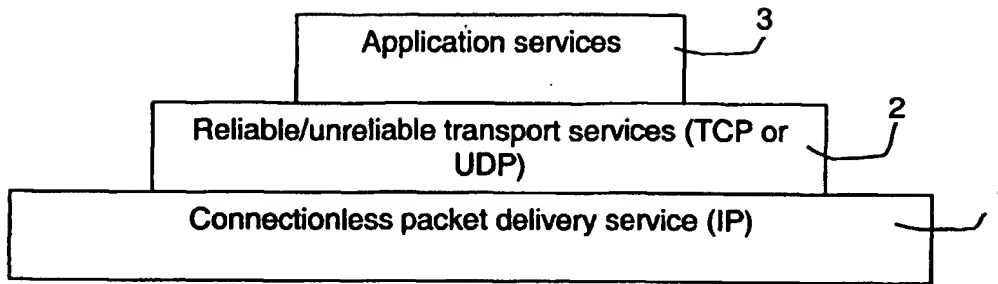 3
Application services
2
Reliable/unreliable transport services (TCP or
UDP)
Connectionless packet delivery service (IP)